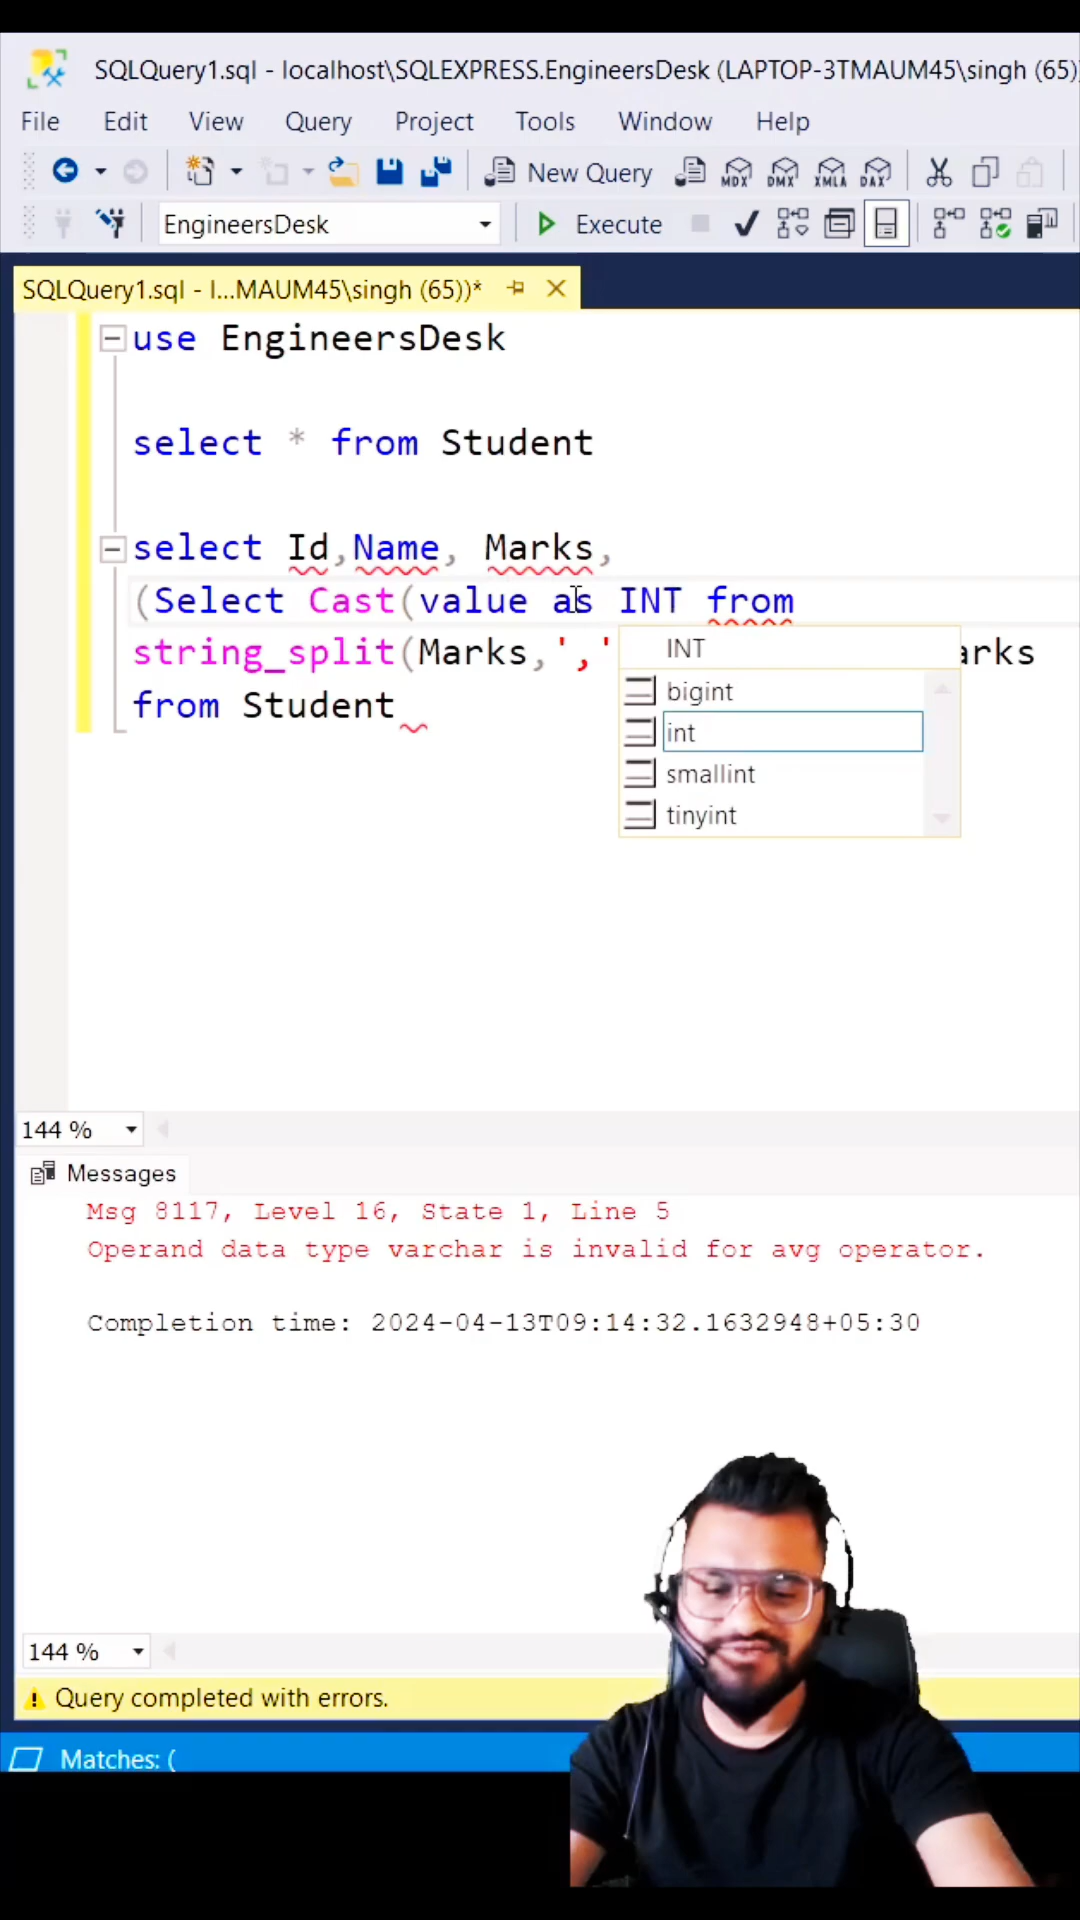 SQLQuery1.sql - localhost\SQLEXPRESS.EngineersDesk (LAPTOP-3TMAUM45\singh (65))
File Edit View Query Project Tools Window Help
New Query MDX DMX XMLA DAX
EngineersDesk Execute
SQLQuery1.sql - l...MAUM45\singh (65))*
use EngineersDesk
select * from Student
select Id,Name, Marks,
(Select Cast(value as INT from
string_split(Marks,',' arks
from Student
INT
bigint
int
smallint
tinyint
144 %
Messages
Msg 8117, Level 16, State 1, Line 5
Operand data type varchar is invalid for avg operator.
Completion time: 2024-04-13T09:14:32.1632948+05:30
144 %
Query completed with errors.
Matches: (